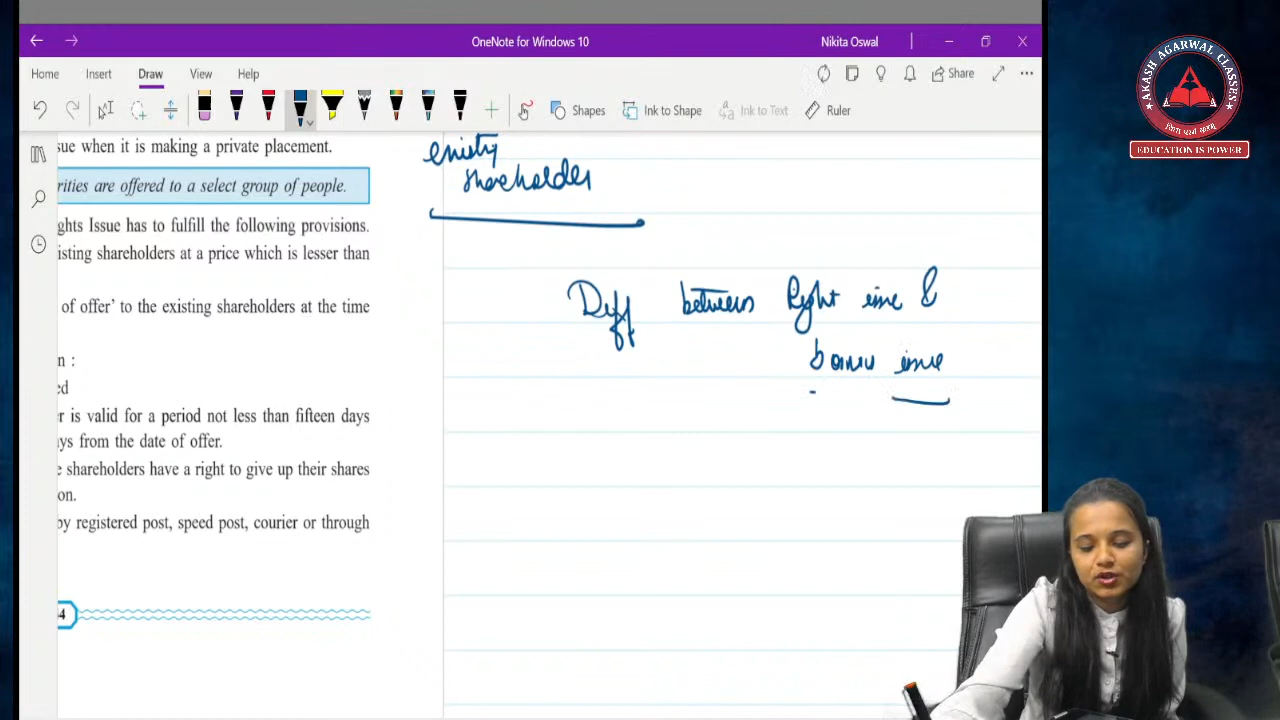 OneNote for Windows 10
Nikita Oswal
Home Insert Draw View Help
Share
Shapes Ink to Shape Ink to Text Ruler
sue when it is making a private placement.
rities are offered to a select group of people.
ghts Issue has to fulfill the following provisions.
isting shareholders at a price which is lesser than
of offer’ to the existing shareholders at the time
n :
ed
r is valid for a period not less than fifteen days
ys from the date of offer.
e shareholders have a right to give up their shares
on.
by registered post, speed post, courier or through
4
shareholder
Diff between Right issue &
bonus issue
AKASH AGARWAL CLASSES
EDUCATION IS POWER